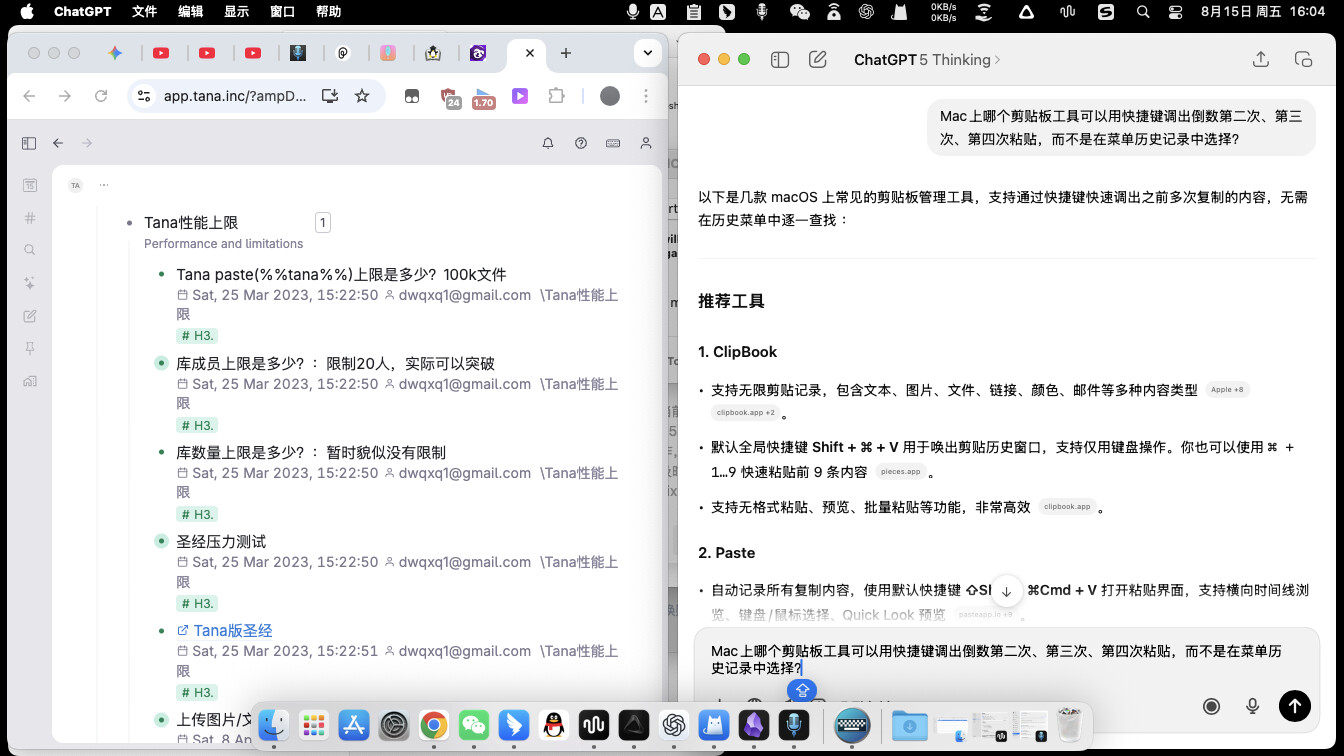 ChatGPT 文件 编辑 显示 窗口 帮助
A
0KB/s
0KB/s
S
8月15日 周五 16:04
app.tana.inc/?ampD...
24
1.70
TA
...
Tana性能上限 1
Performance and limitations
Tana paste(%%tana%%)上限是多少？100k文件
Sat, 25 Mar 2023, 15:22:50 dwqxq1@gmail.com \Tana性能上
限
# H3.
库成员上限是多少？：限制20人，实际可以突破
Sat, 25 Mar 2023, 15:22:50 dwqxq1@gmail.com \Tana性能上
限
# H3.
库数量上限是多少？：暂时貌似没有限制
Sat, 25 Mar 2023, 15:22:50 dwqxq1@gmail.com \Tana性能上
限
# H3.
圣经压力测试
Sat, 25 Mar 2023, 15:22:50 dwqxq1@gmail.com \Tana性能上
限
# H3.
Tana版圣经
Sat, 25 Mar 2023, 15:22:51 dwqxq1@gmail.com \Tana性能上
限
# H3.
上传图片/文
ChatGPT 5 Thinking
Mac 上哪个剪贴板工具可以用快捷键调出倒数第二次、第三
次、第四次粘贴，而不是在菜单历史记录中选择？
以下是几款 macOS 上常见的剪贴板管理工具，支持通过快捷键快速调出之前多次复制的内容，无需
在历史菜单中逐一查找：
推荐工具
1. ClipBook
• 支持无限剪贴记录，包含文本、图片、文件、链接、颜色、邮件等多种内容类型 Apple +8
clipbook.app +2 。
• 默认全局快捷键 Shift + ⌘ + V 用于唤出剪贴历史窗口，支持仅用键盘操作。你也可以使用 ⌘ +
1…9 快速粘贴前 9 条内容 pieces.app 。
• 支持无格式粘贴、预览、批量粘贴等功能，非常高效 clipbook.app 。
2. Paste
• 自动记录所有复制内容，使用默认快捷键 ⇧Sh ⌘Cmd + V 打开粘贴界面，支持横向时间线浏
览、键盘/鼠标选择、Quick Look 预览 pasteapp.io +9 。
Mac 上哪个剪贴板工具可以用快捷键调出倒数第二次、第三次、第四次粘贴，而不是在菜单历
史记录中选择？